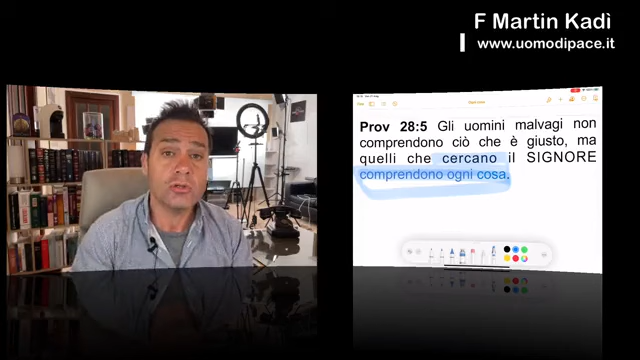 F Martin Kadì
www.uomodipace.it
Prov 28:5 Gli uomini malvagi non
comprendono ciò che è giusto, ma
quelli che cercano il SIGNORE
comprendono ogni cosa.